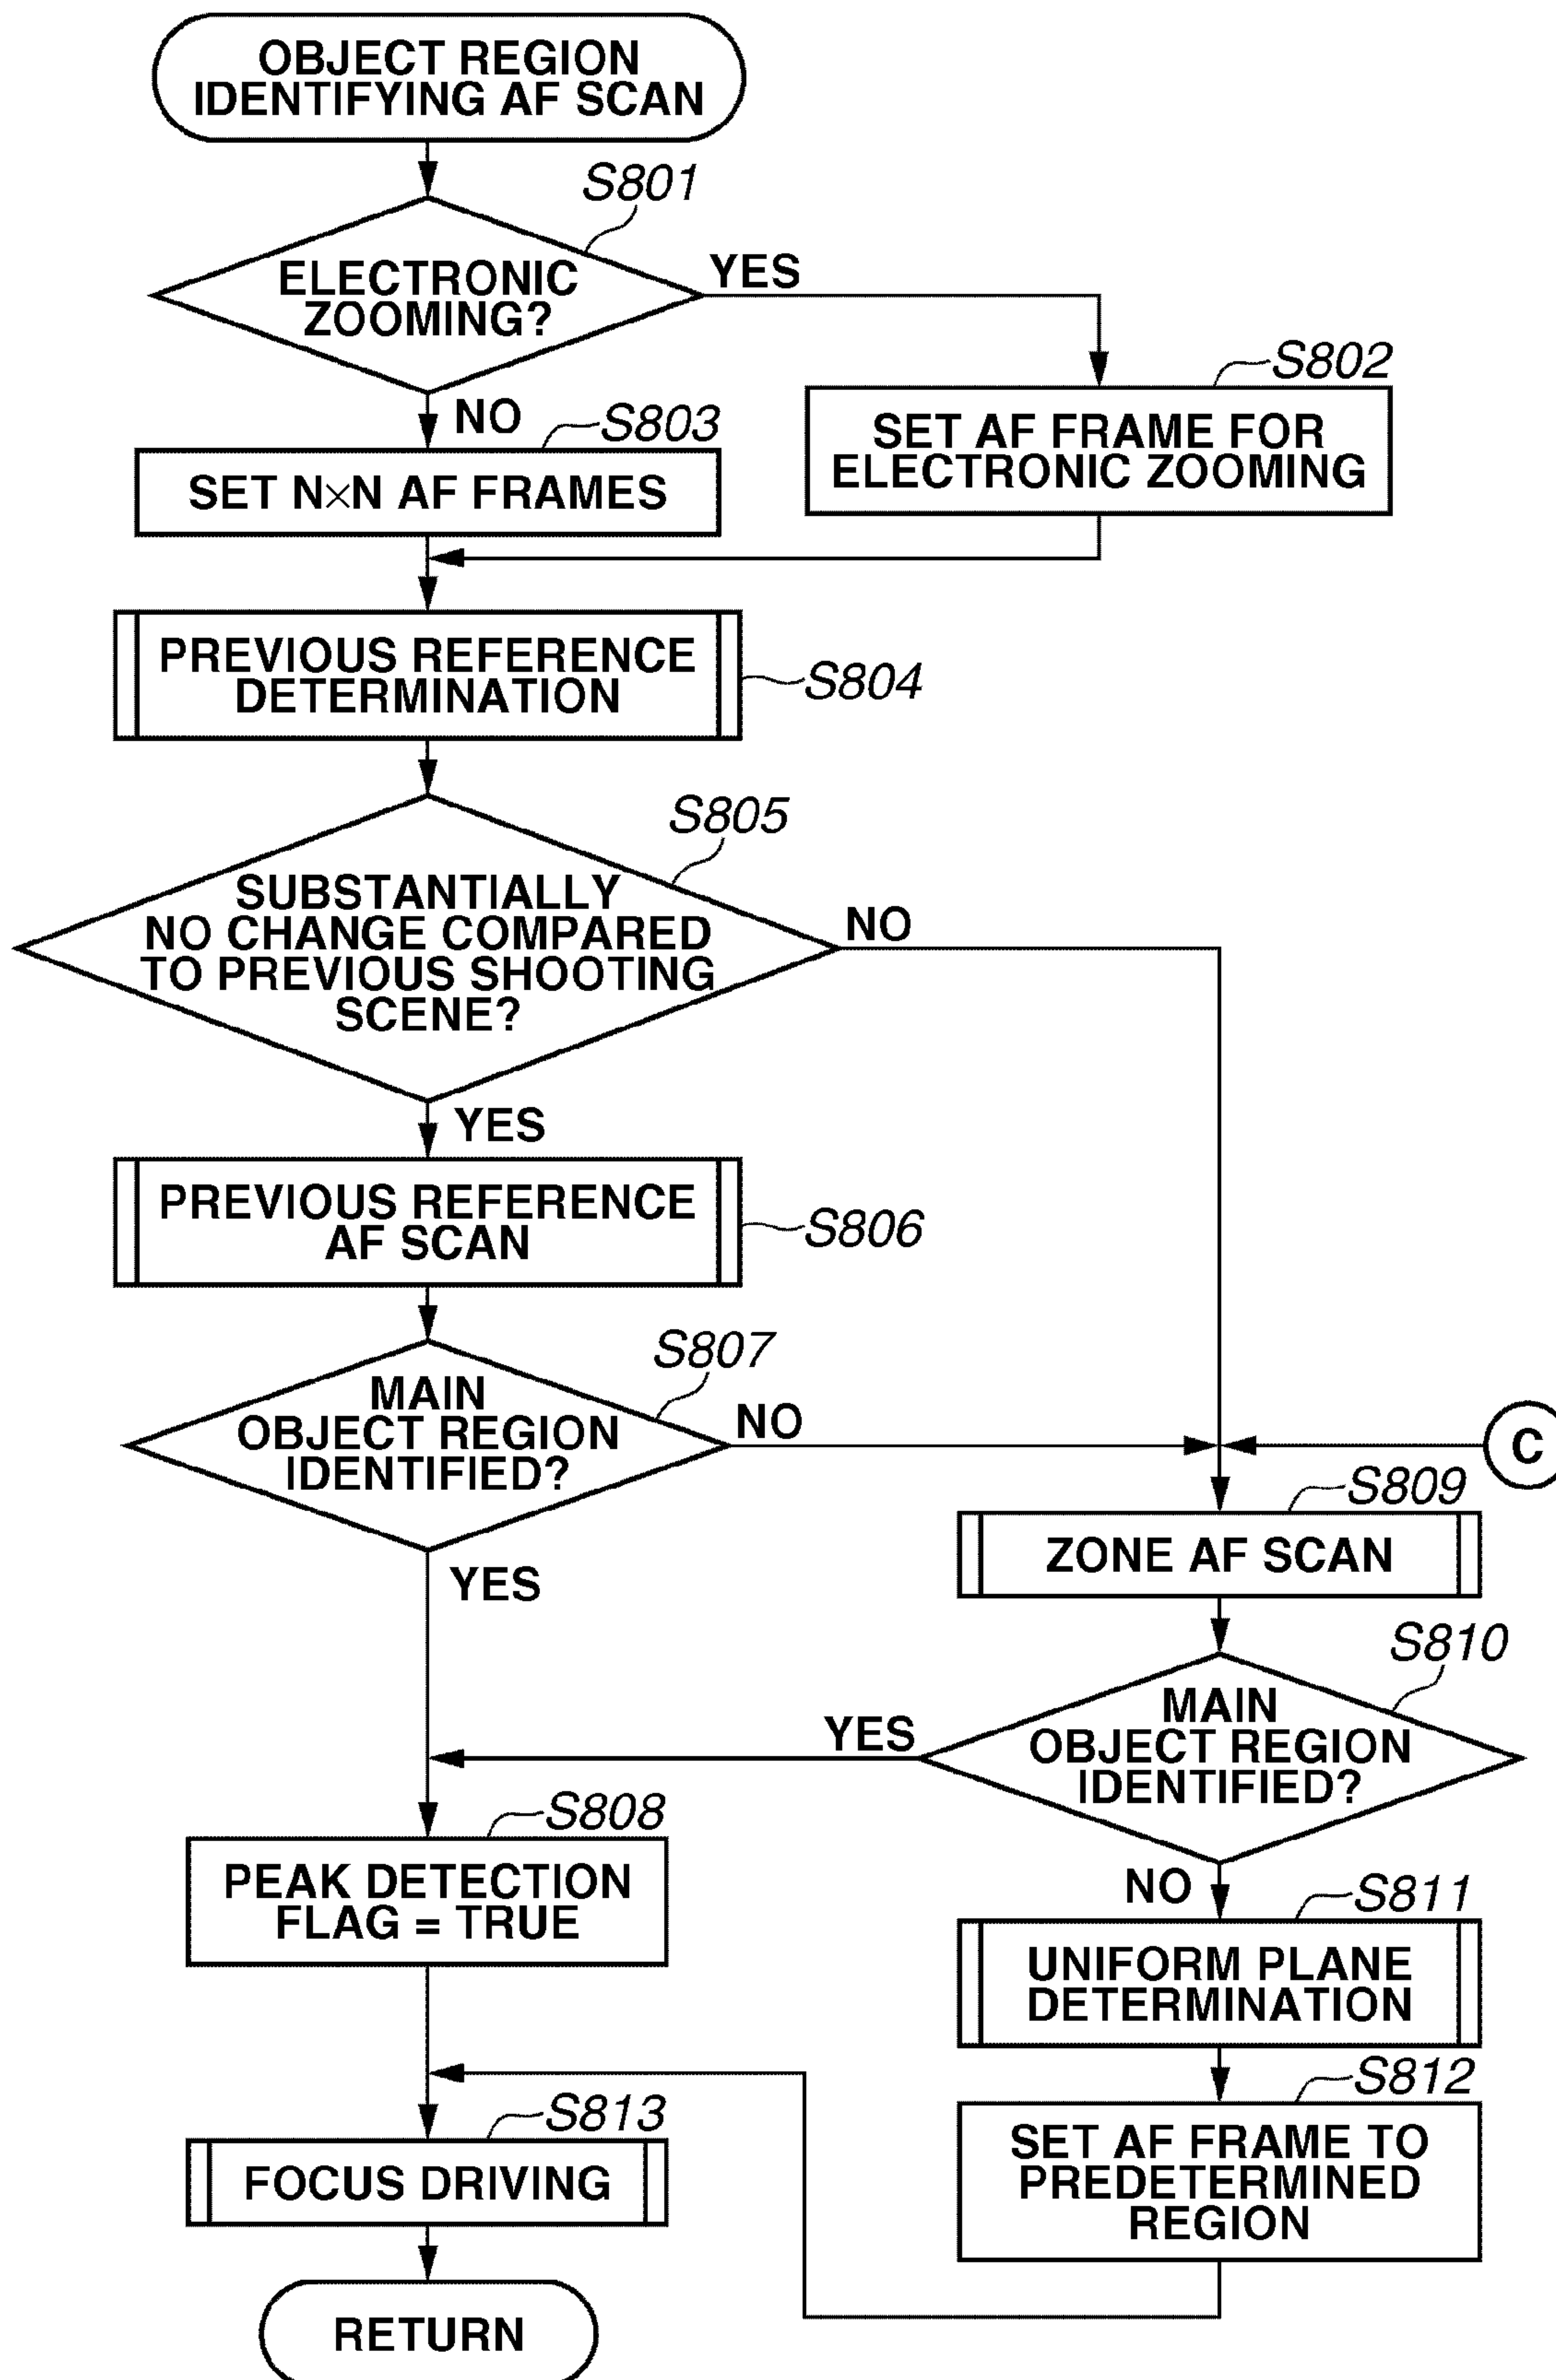 OBJECT REGION
IDENTIFYING AF SCAN
S801
ELECTRONIC
ZOOMING?
YES
S802
SET AF FRAME FOR
ELECTRONIC ZOOMING
NO
S803
SET N×N AF FRAMES
PREVIOUS REFERENCE
DETERMINATION
S804
S805
SUBSTANTIALLY
NO CHANGE COMPARED
TO PREVIOUS SHOOTING
SCENE?
NO
YES
PREVIOUS REFERENCE
AF SCAN
S806
S807
MAIN
OBJECT REGION
IDENTIFIED?
NO
C
YES
S809
ZONE AF SCAN
S810
MAIN
OBJECT REGION
IDENTIFIED?
YES
S808
PEAK DETECTION
FLAG = TRUE
NO
S811
UNIFORM PLANE
DETERMINATION
S812
SET AF FRAME TO
PREDETERMINED
REGION
S813
FOCUS DRIVING
RETURN